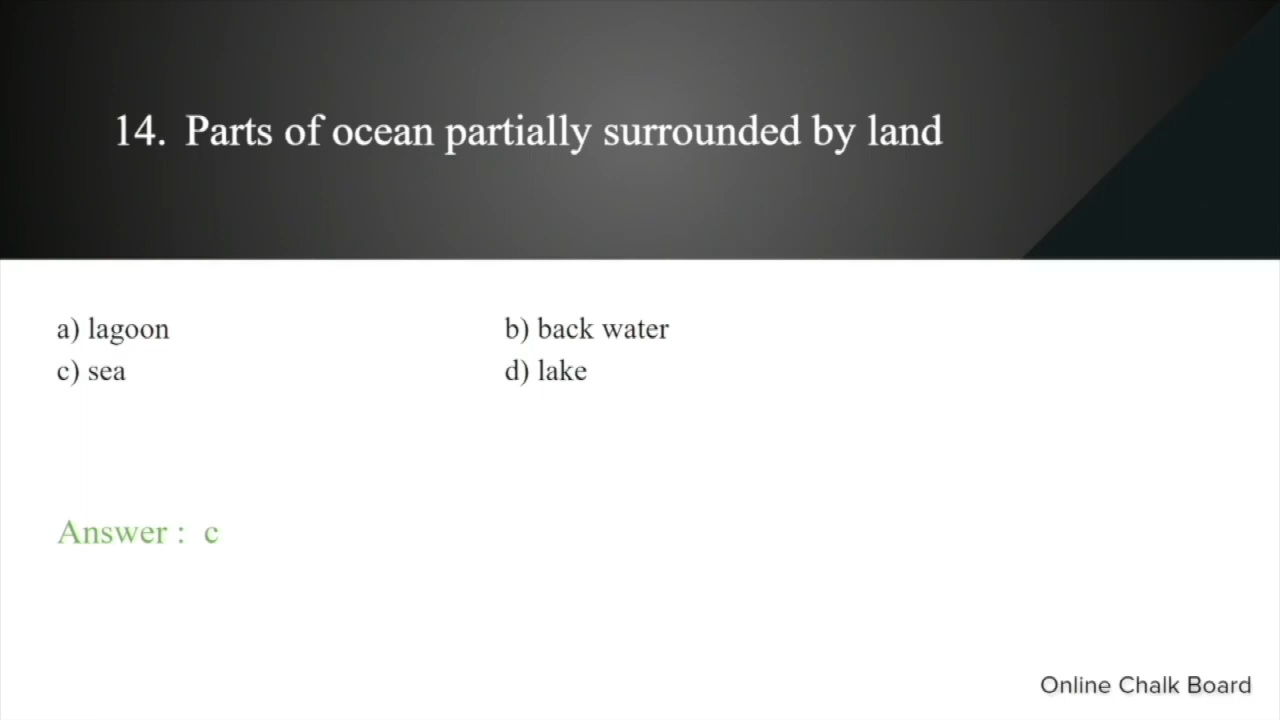 14. Parts of ocean partially surrounded by land
a) lagoon b) back water
c) sea d) lake
Answer : c
Online Chalk Board